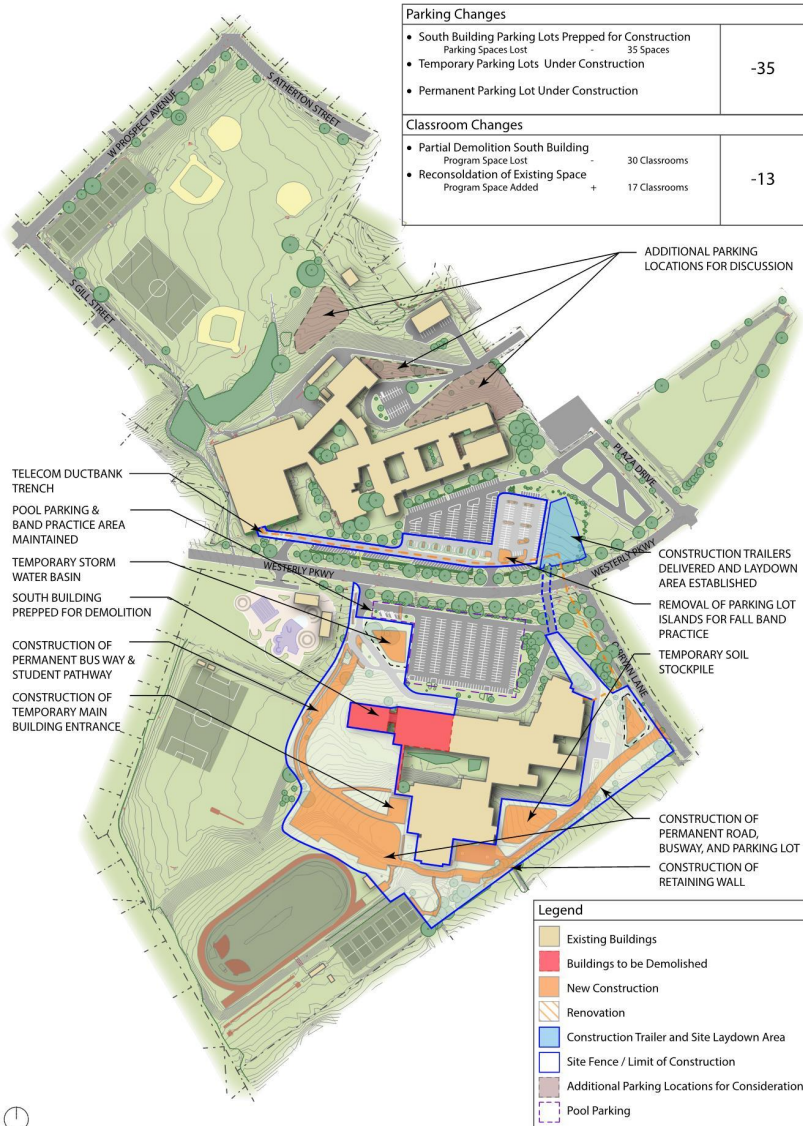 Parking Changes
• South Building Parking Lots Prepped for Construction
Parking Spaces Lost - 35 Spaces
• Temporary Parking Lots Under Construction
• Permanent Parking Lot Under Construction
-35
Classroom Changes
• Partial Demolition South Building
Program Space Lost - 30 Classrooms
• Reconsoldation of Existing Space
Program Space Added + 17 Classrooms
-13
S ATHERTON STREET
W PROSPECT AVENUE
S GILL STREET
ADDITIONAL PARKING
LOCATIONS FOR DISCUSSION
PLAZA DRIVE
WESTERLY PKWY
WESTERLY PKWY
BRYAN LANE
TELECOM DUCTBANK
TRENCH
POOL PARKING &
BAND PRACTICE AREA
MAINTAINED
TEMPORARY STORM
WATER BASIN
SOUTH BUILDING
PREPPED FOR DEMOLITION
CONSTRUCTION OF
PERMANENT BUS WAY &
STUDENT PATHWAY
CONSTRUCTION OF
TEMPORARY MAIN
BUILDING ENTRANCE
CONSTRUCTION TRAILERS
DELIVERED AND LAYDOWN
AREA ESTABLISHED
REMOVAL OF PARKING LOT
ISLANDS FOR FALL BAND
PRACTICE
TEMPORARY SOIL
STOCKPILE
CONSTRUCTION OF
PERMANENT ROAD,
BUSWAY, AND PARKING LOT
CONSTRUCTION OF
RETAINING WALL
Legend
Existing Buildings
Buildings to be Demolished
New Construction
Renovation
Construction Trailer and Site Laydown Area
Site Fence / Limit of Construction
Additional Parking Locations for Consideration
Pool Parking